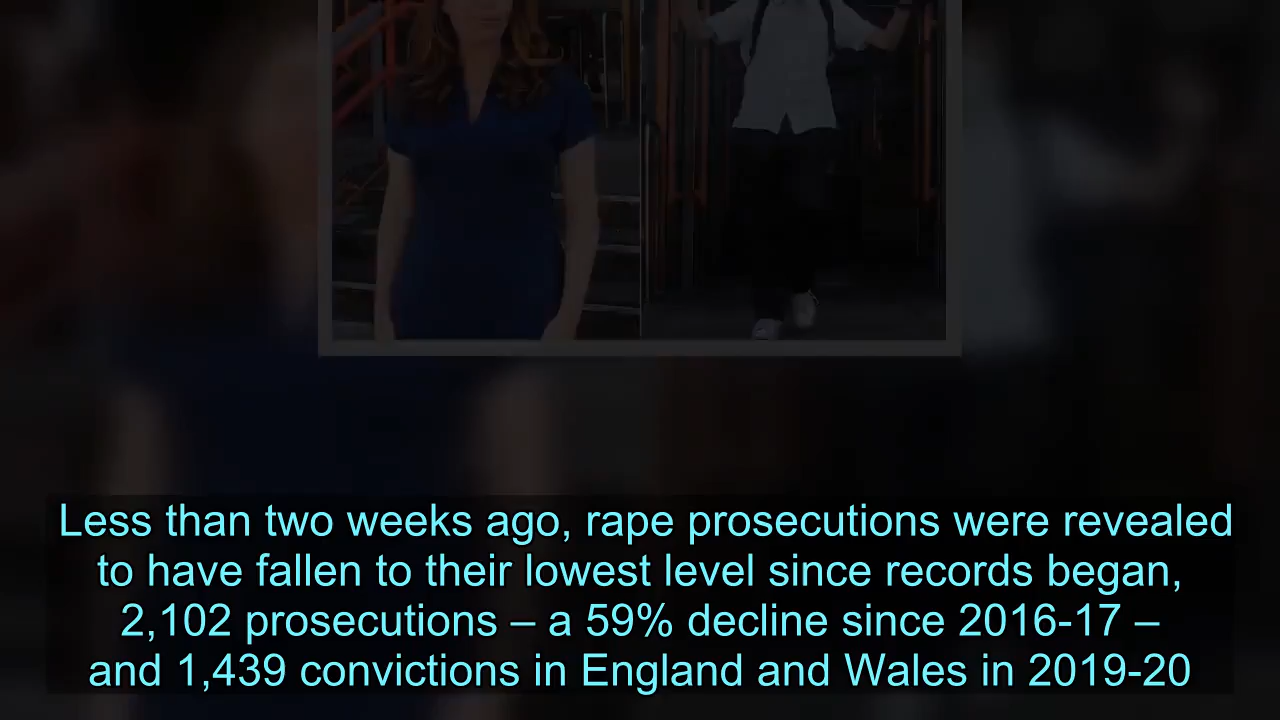 Less than two weeks ago, rape prosecutions were revealed
to have fallen to their lowest level since records began,
2,102 prosecutions – a 59% decline since 2016-17 –
and 1,439 convictions in England and Wales in 2019-20